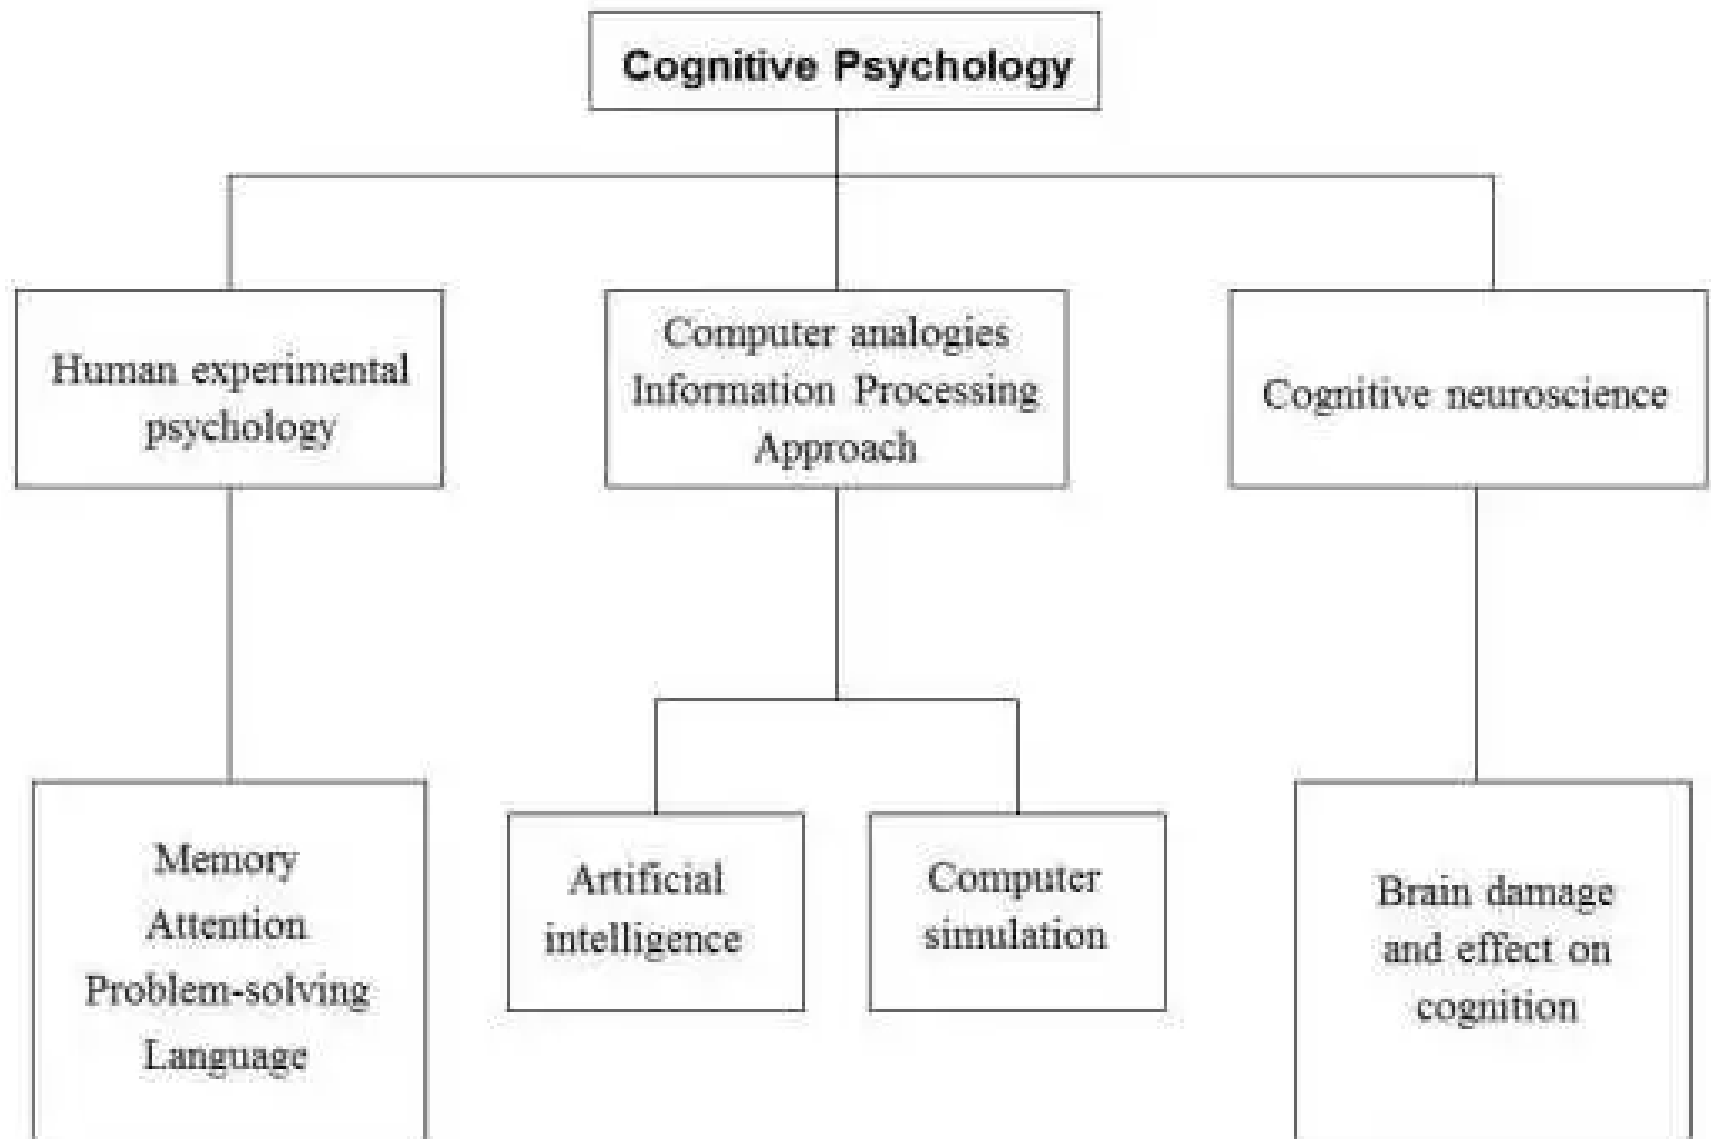 Cognitive Psychology
Human experimental
psychology
Computer analogies
Information Processing
Approach
Cognitive neuroscience
Memory
Attention
Problem-solving
Language
Artificial
intelligence
Computer
simulation
Brain damage
and effect on
cognition